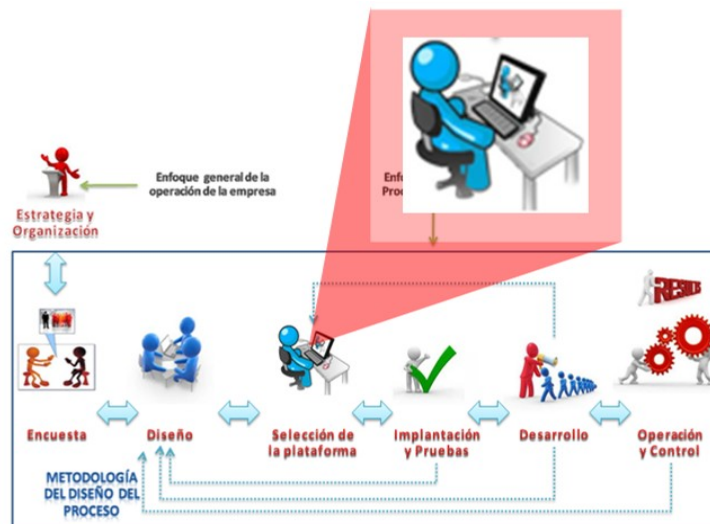 Enfoque general de la
operación de la empresa
Estrategia y
Organización
Encuesta
Diseño
Selección de
la plataforma
Implantación
y Pruebas
Desarrollo
Operación
y Control
METODOLOGÍA
DEL DISEÑO DEL
PROCESO